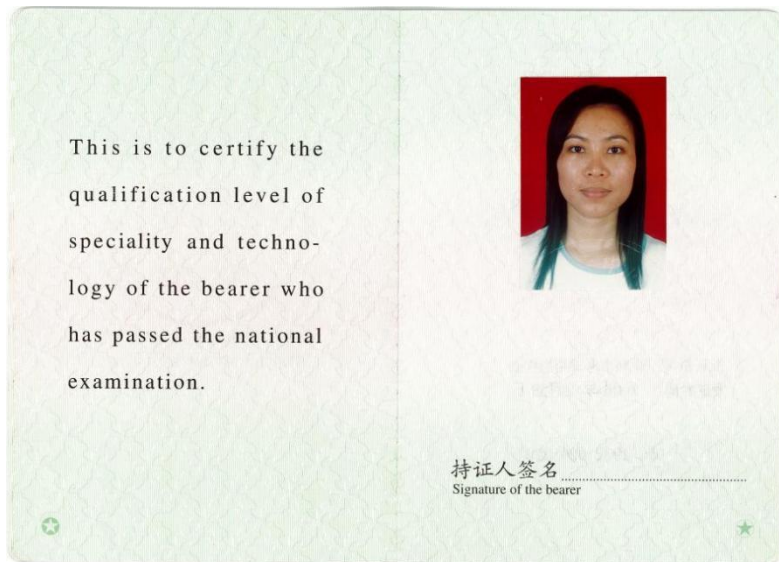 This is to certify the
qualification level of
speciality and techno-
logy of the bearer who
has passed the national
examination.
持证人签名
Signature of the bearer